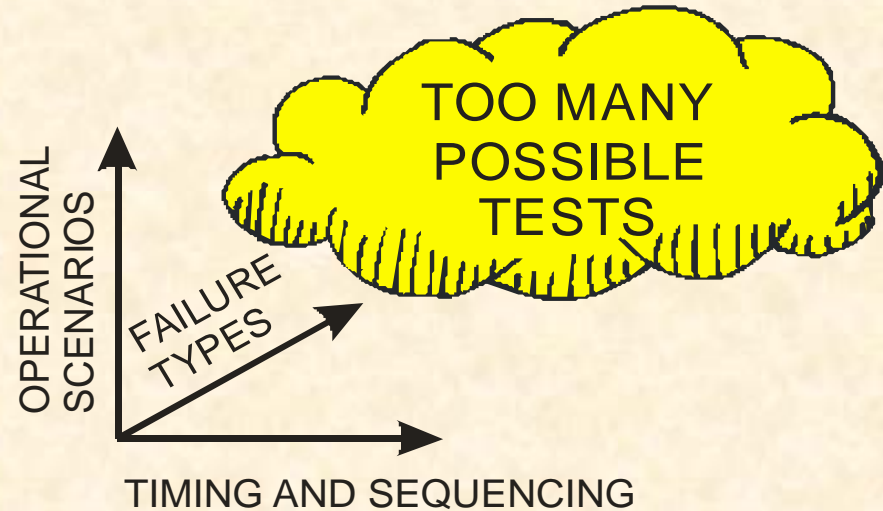 TOO MANY
POSSIBLE
TESTS
OPERATIONAL
SCENARIOS
FAILURE
TYPES
TIMING AND SEQUENCING